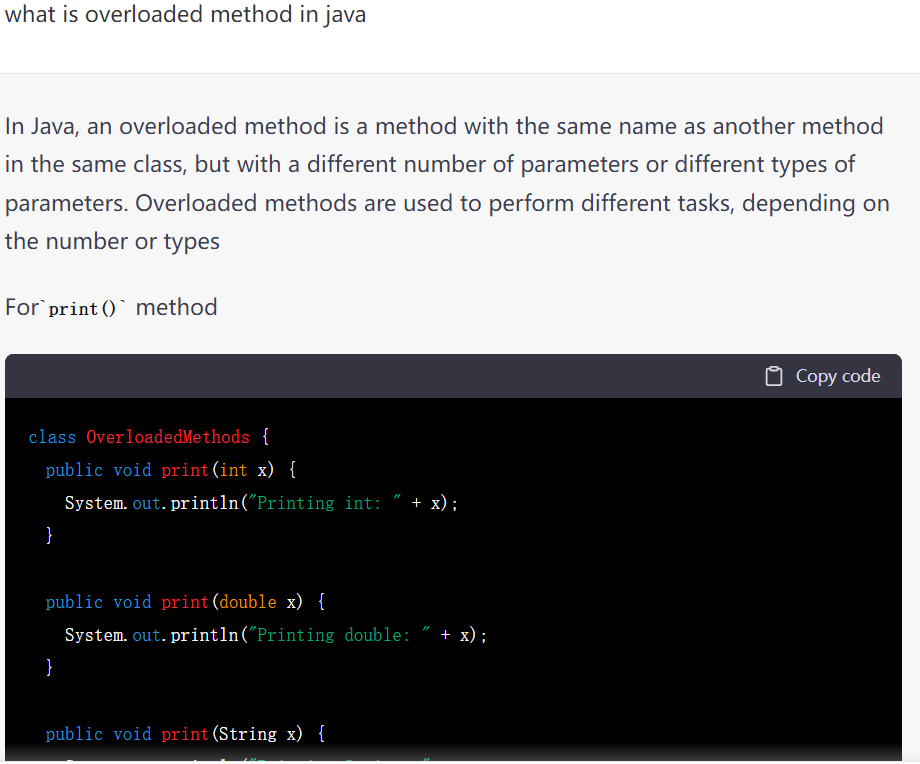 what is overloaded method in java
In Java, an overloaded method is a method with the same name as another method
in the same class, but with a different number of parameters or different types of
parameters. Overloaded methods are used to perform different tasks, depending on
the number or types
For`print()` method
Copy code
class OverloadedMethods {
  public void print(int x) {
    System.out.println("Printing int: " + x);
  }
  public void print(double x) {
    System.out.println("Printing double: " + x);
  }
  public void print(String x) {